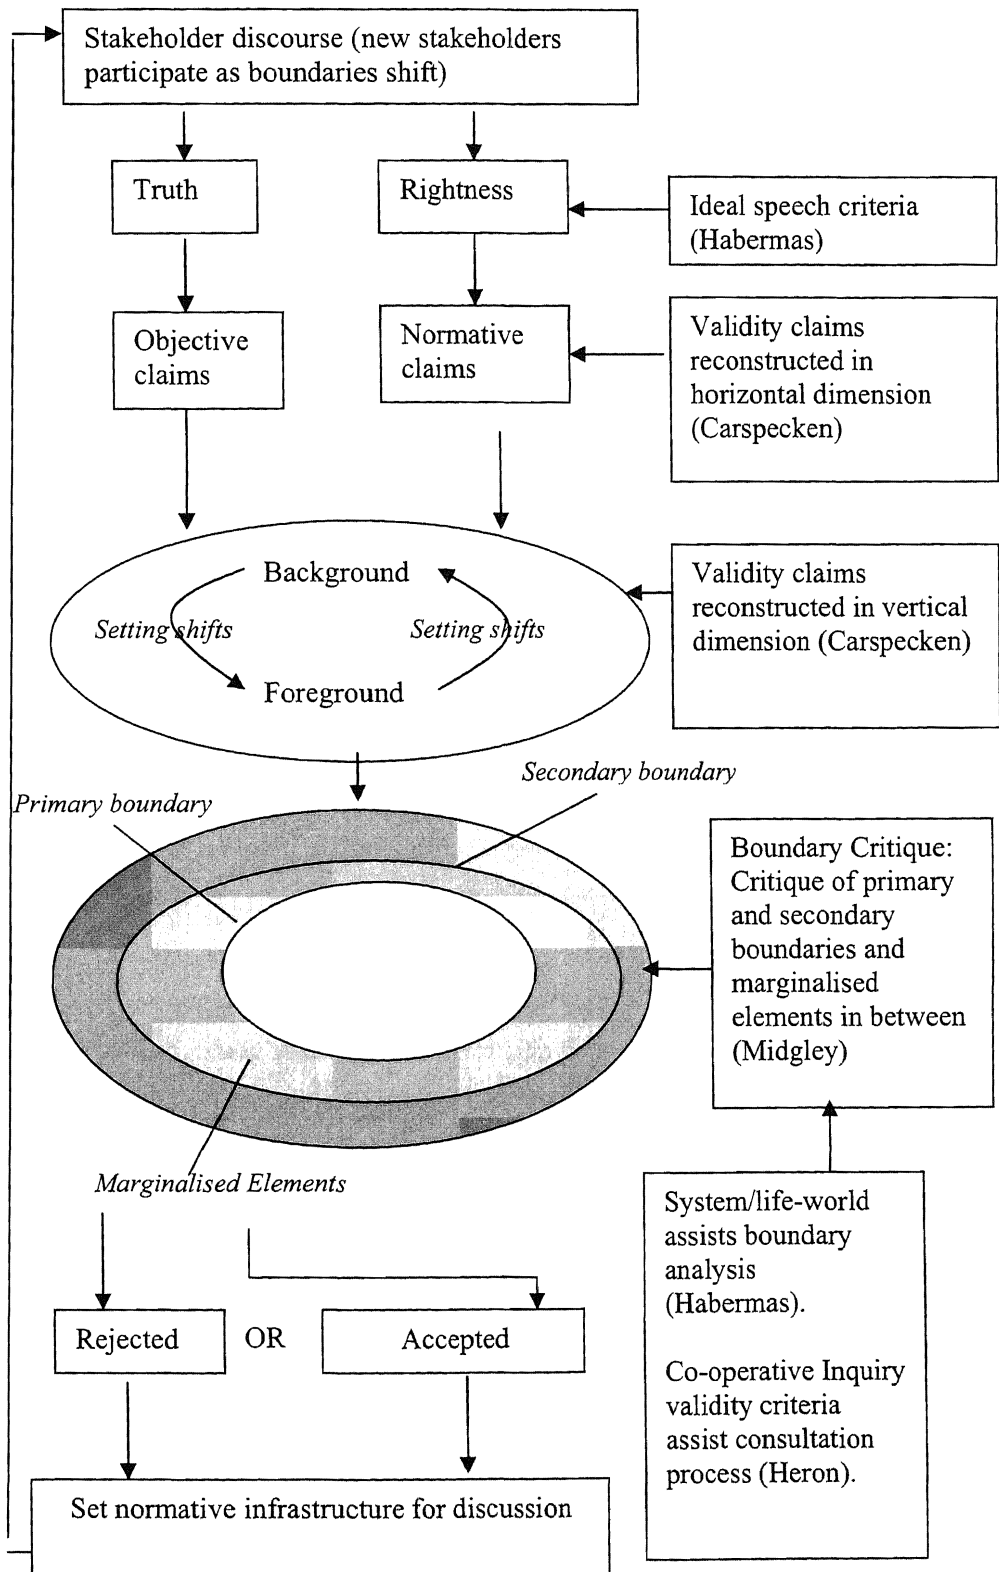 Stakeholder discourse (new stakeholders
participate as boundaries shift)
Truth
Rightness
Ideal speech criteria
(Habermas)
Objective
claims
Normative
claims
Validity claims
reconstructed in
horizontal dimension
(Carspecken)
Background
Setting shifts
Setting shifts
Foreground
Validity claims
reconstructed in vertical
dimension (Carspecken)
Secondary boundary
Primary boundary
Boundary Critique:
Critique of primary
and secondary
boundaries and
marginalised
elements in between
(Midgley)
Marginalised Elements
System/life-world
assists boundary
analysis
(Habermas).
Co-operative Inquiry
validity criteria
assist consultation
process (Heron).
Rejected
OR
Accepted
Set normative infrastructure for discussion